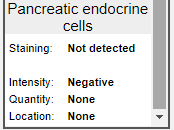 Pancreatic endocrine
cells
Staining: Not detected
Intensity: Negative
Quantity: None
Location: None